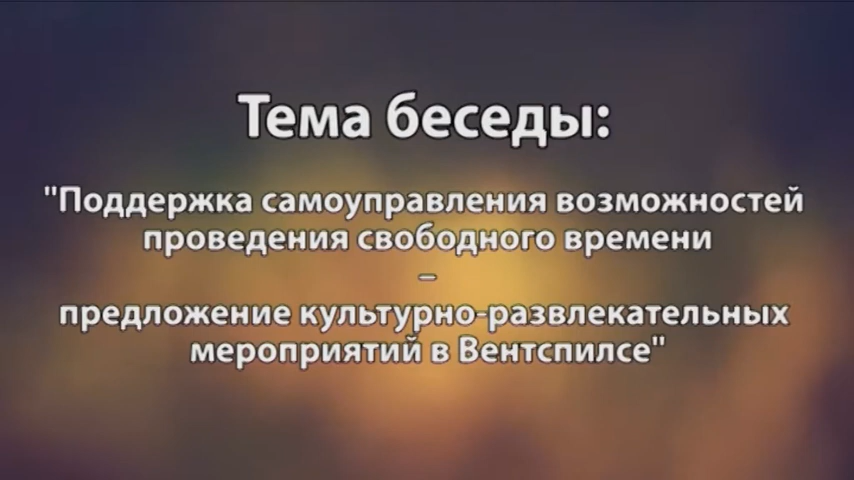 Тема беседы:
"Поддержка самоуправления возможностей
проведения свободного времени
–
предложение культурно-развлекательных
мероприятий в Вентспилсе"